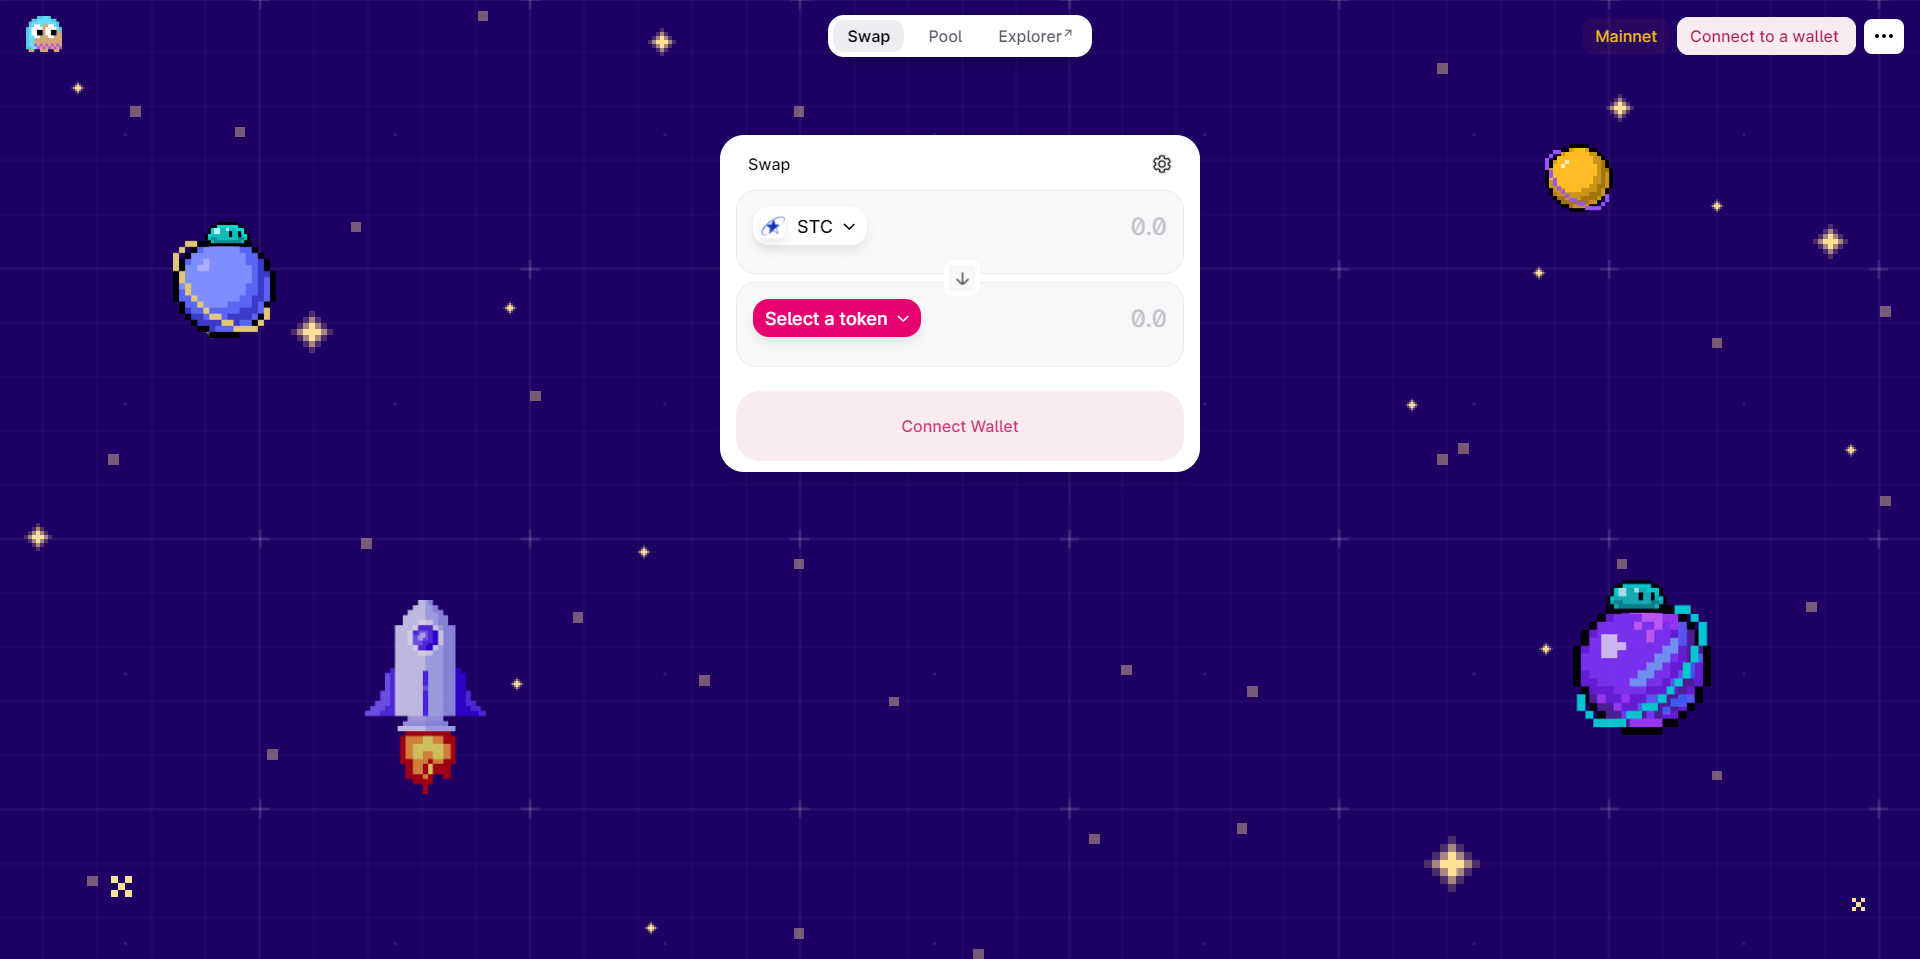 Swap
Pool
Explorer↗
Mainnet
Connect to a wallet
Swap
STC
0.0
Select a token
0.0
Connect Wallet